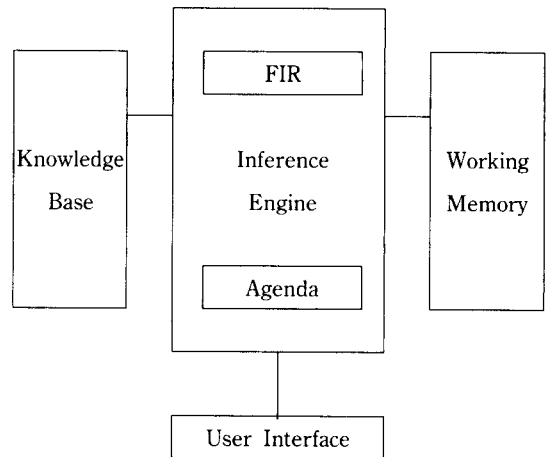 FIR
Knowledge
Base
Inference
Engine
Working
Memory
Agenda
User Interface